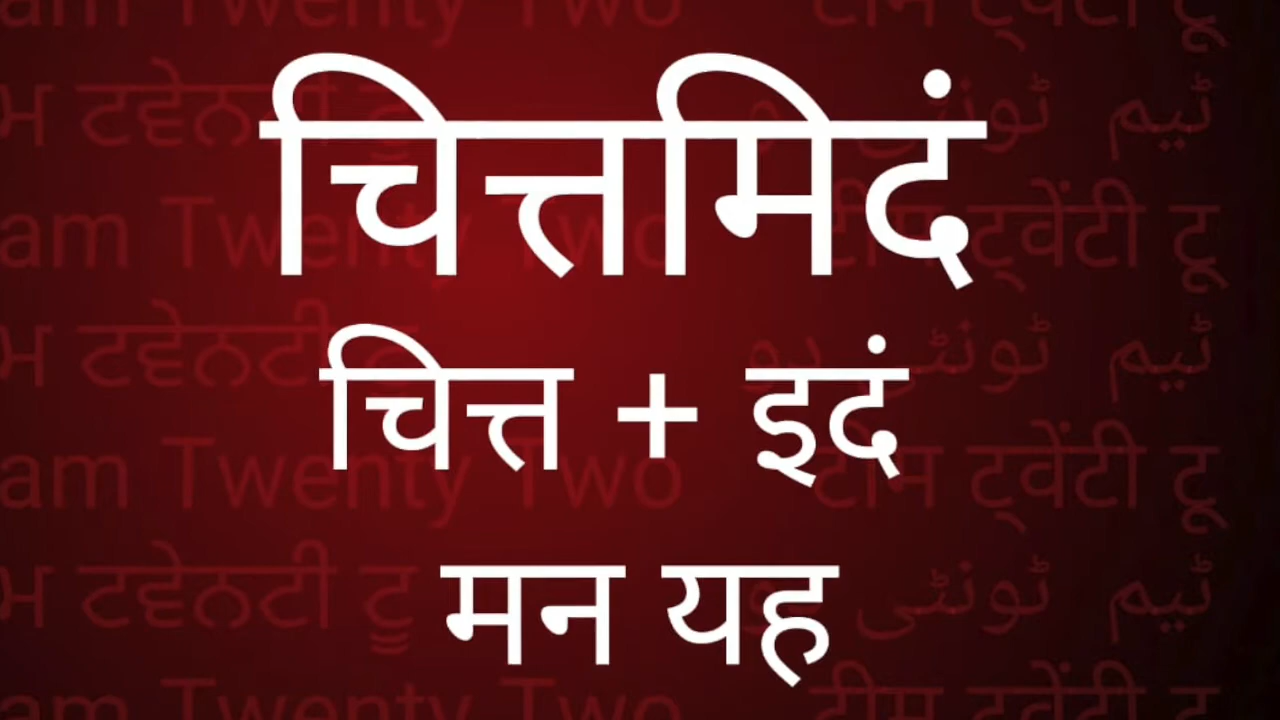 चित्तमिदं
चित्त + इदं
मन यह